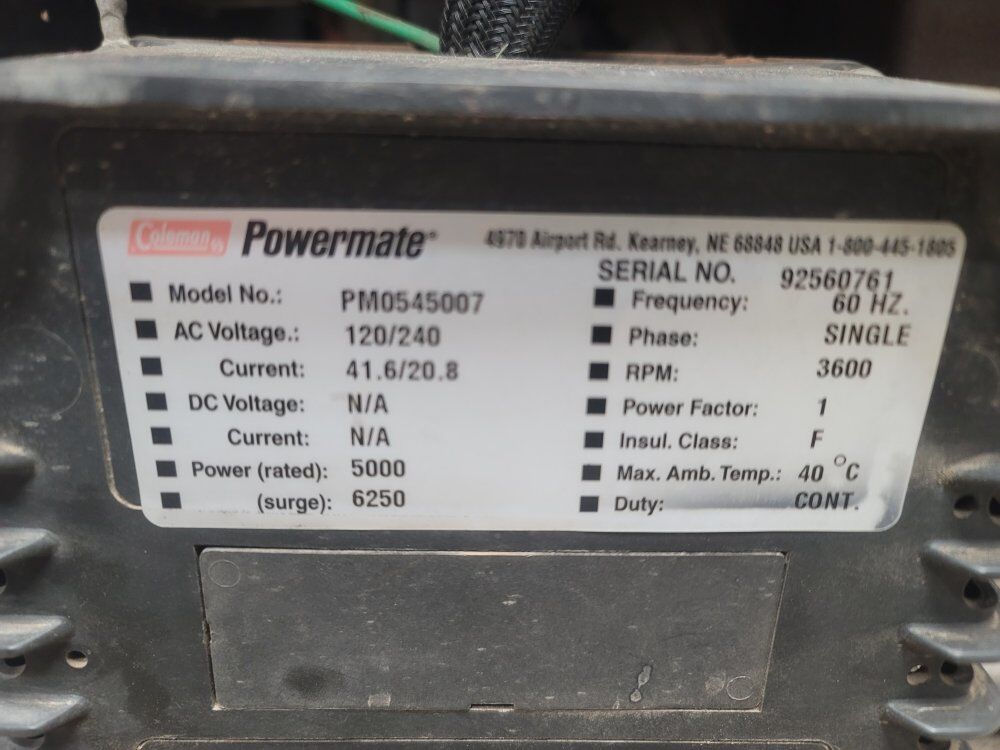 Coleman Powermate® 4970 Airport Rd. Kearney, NE 68848 USA 1-800-445-1805
SERIAL NO. 92560761
Model No.: PM0545007
Frequency: 60 HZ.
AC Voltage.: 120/240
Phase: SINGLE
Current: 41.6/20.8
RPM: 3600
DC Voltage: N/A
Power Factor: 1
Current: N/A
Insul. Class: F
Power (rated): 5000
Max. Amb. Temp.: 40 °C
(surge): 6250
Duty: CONT.